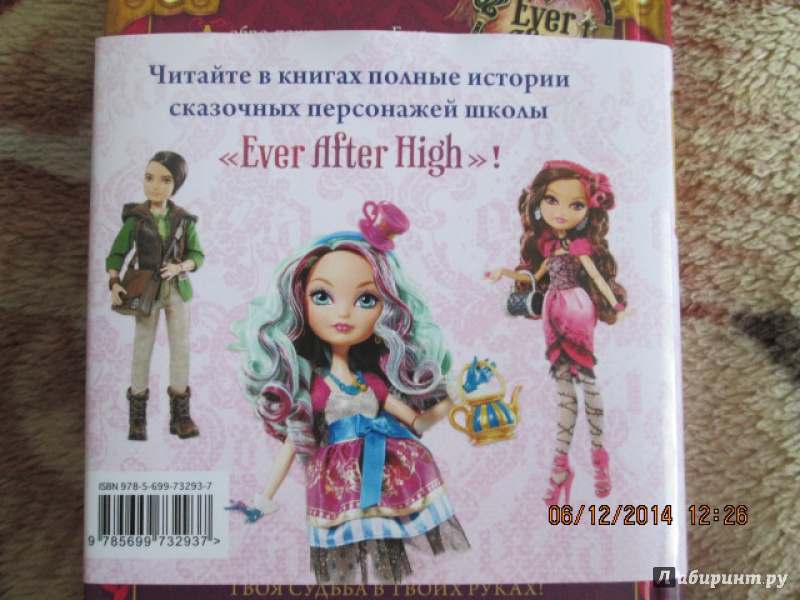 Ever
Читайте в книгах полные истории
сказочных персонажей школы
«Ever After High»!
ISBN 978-5-699-73293-7
9 785699 732937 >
06/12/2014 12:26
ТВОЯ СУДЬБА В ТВОИХ РУКАХ!
Лабиринт.ру